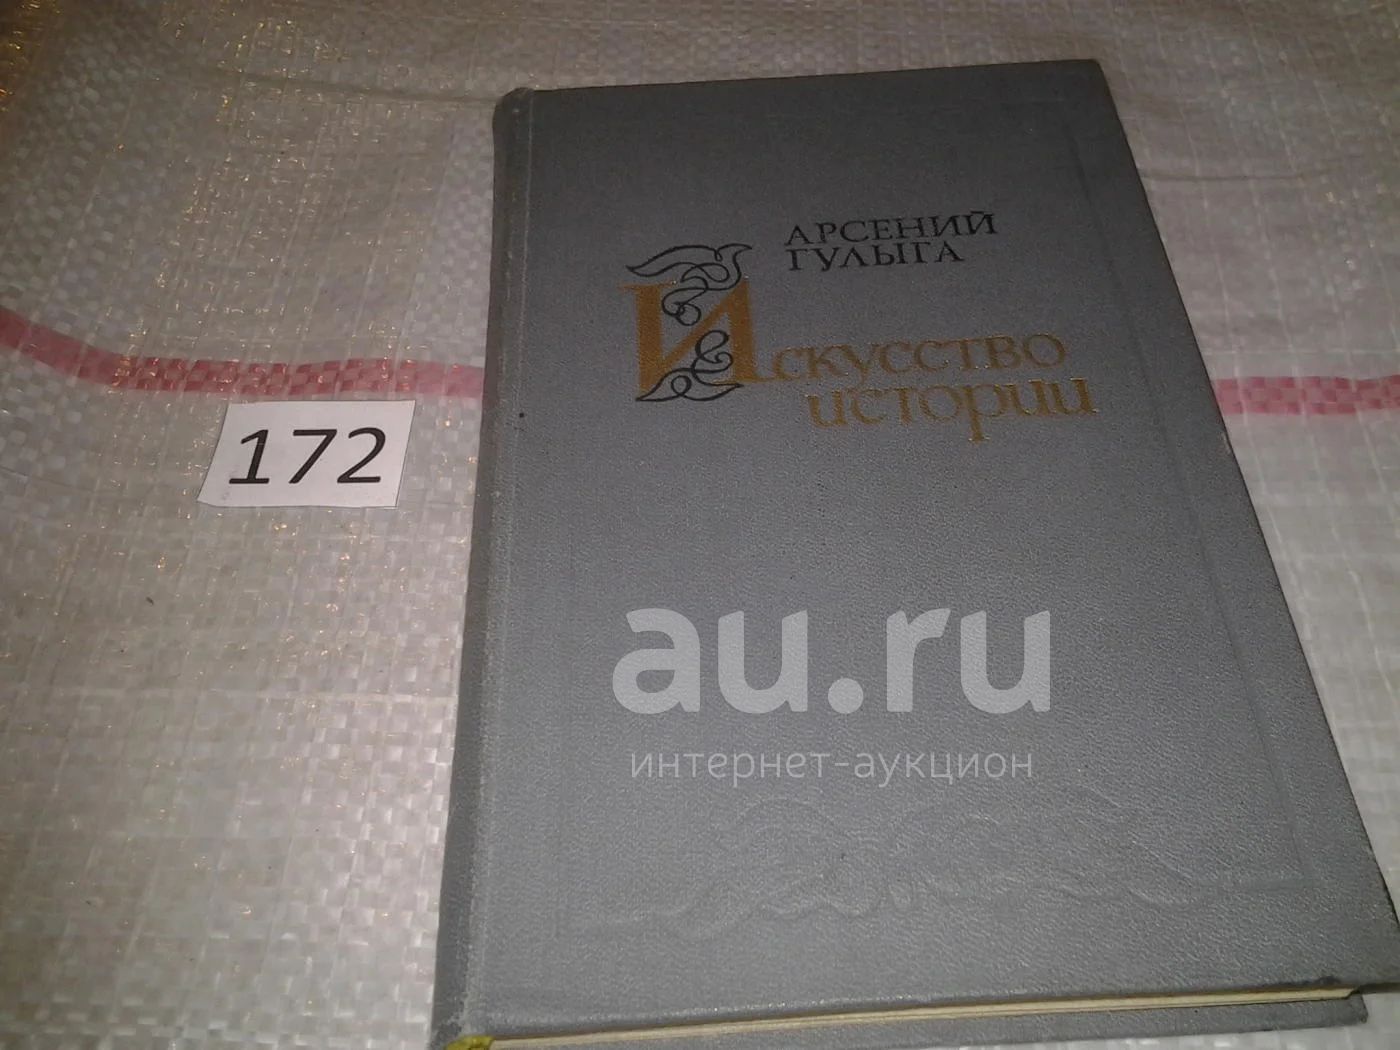 АРСЕНИЙ
ГУЛЫГА
Искусство
истории
172
au.ru
интернет-аукцион